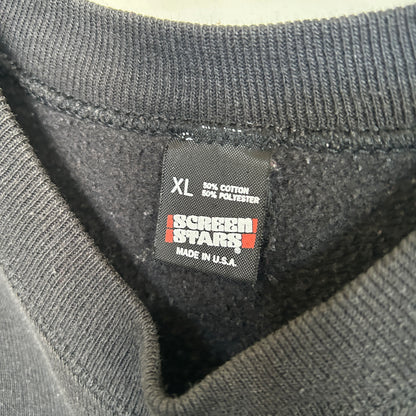 XL
50% COTTON
50% POLYESTER
SCREEN
STARS®
MADE IN U.S.A.